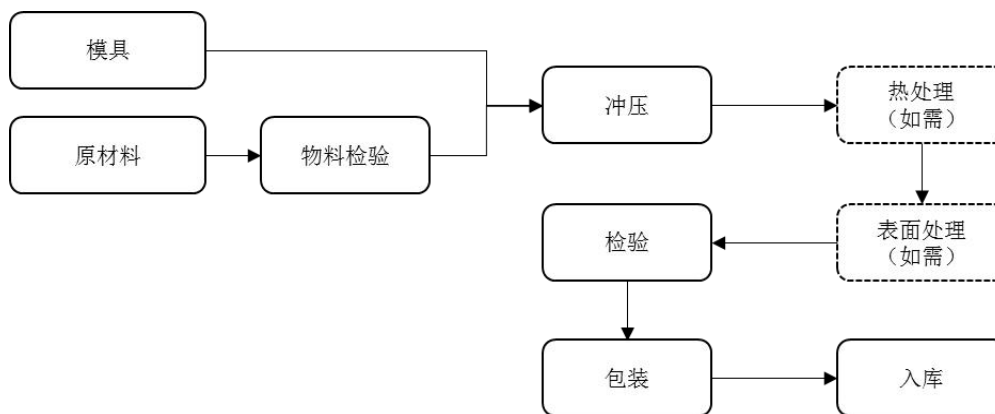 模具
冲压
热处理
（如需）
原材料
物料检验
检验
表面处理
（如需）
包装
入库